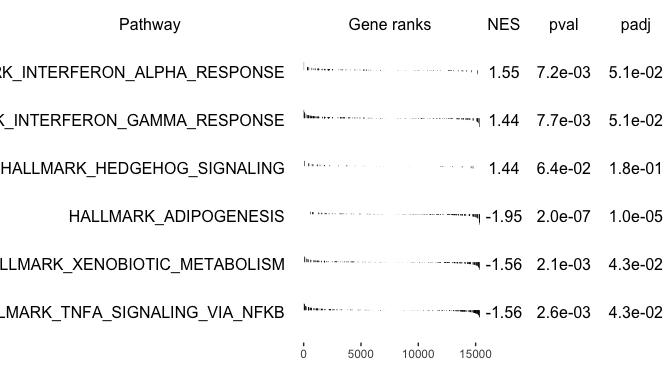 Pathway Gene ranks NES pval padj
RK_INTERFERON_ALPHA_RESPONSE 1.55 7.2e-03 5.1e-02
K_INTERFERON_GAMMA_RESPONSE 1.44 7.7e-03 5.1e-02
HALLMARK_HEDGEHOG_SIGNALING 1.44 6.4e-02 1.8e-01
HALLMARK_ADIPOGENESIS -1.95 2.0e-07 1.0e-05
LLMARK_XENOBIOTIC_METABOLISM -1.56 2.1e-03 4.3e-02
LMARK_TNFA_SIGNALING_VIA_NFKB -1.56 2.6e-03 4.3e-02
0 5000 10000 15000